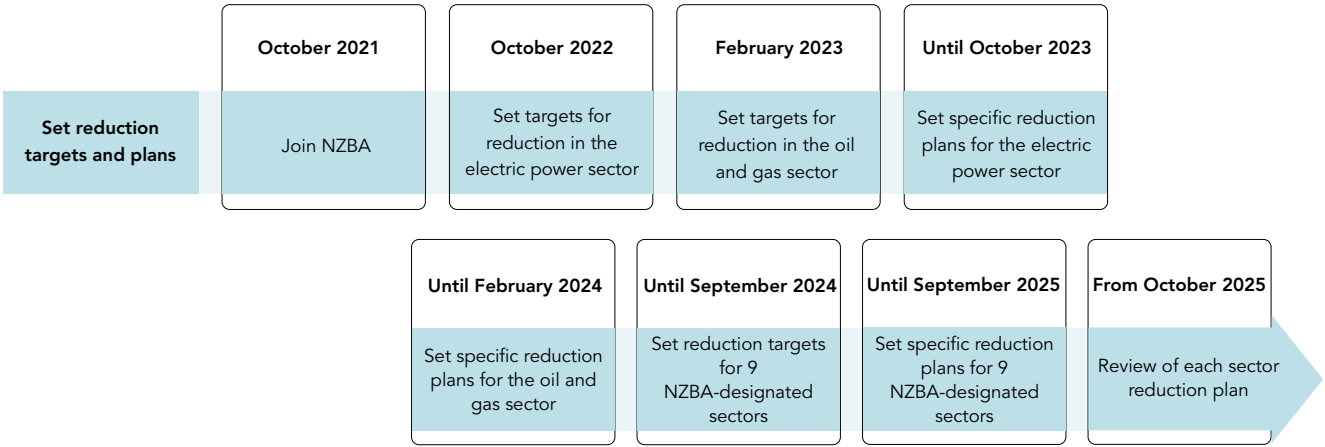 Set reduction
targets and plans
October 2021
Join NZBA
October 2022
Set targets for
reduction in the
electric power sector
February 2023
Set targets for
reduction in the oil
and gas sector
Until October 2023
Set specific reduction
plans for the electric
power sector
Until February 2024
Set specific reduction
plans for the oil and
gas sector
Until September 2024
Set reduction targets
for 9
NZBA-designated
sectors
Until September 2025
Set specific reduction
plans for 9
NZBA-designated
sectors
From October 2025
Review of each sector
reduction plan